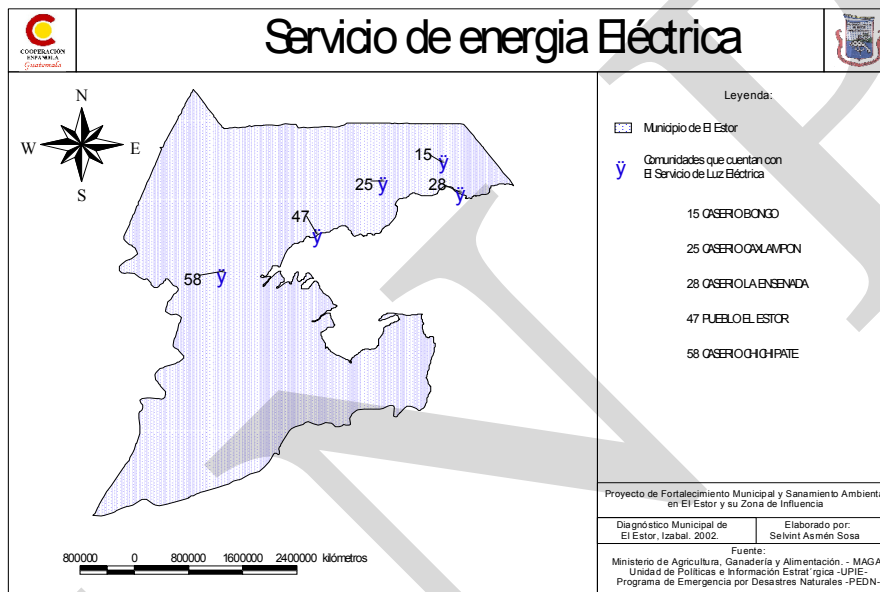 Servicio de energia Eléctrica
COOPERACIÓN
ESPAÑOLA
Guatemala
N
W
E
S
15
25
28
47
58
Leyenda:
Municipio de El Estor
ÿ Comunidades que cuentan con
El Servicio de Luz Eléctrica
15 CASERIO BONGO
25 CASERIO CAXLAMPON
28 CASERIO LA ENSENADA
47 PUEBLO EL ESTOR
58 CASERIO CHICHIPATE
800000 0 800000 1600000 2400000 kilómetros
Proyecto de Fortalecimiento Municipal y Sanamiento Ambienta
en El Estor y su Zona de Influencia
Diagnóstico Municipal de
El Estor, Izabal. 2002.
Elaborado por:
Selvint Asmén Sosa
Fuente:
Ministerio de Agricultura, Ganadería y Alimentación. - MAGA
Unidad de Políticas e Información Estrat´rgica -UPIE-
Programa de Emergencia por Desastres Naturales -PEDN-